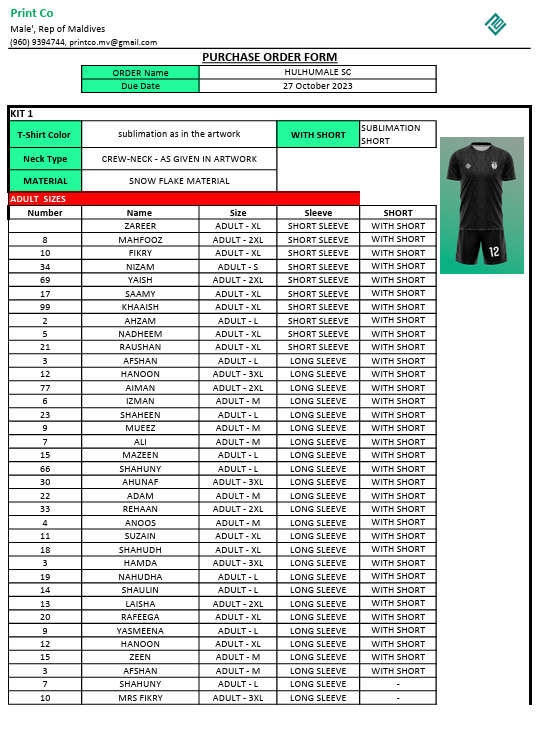 Print Co
Male', Rep of Maldives
(960) 9394744, printco.mv@gmail.com
PURCHASE ORDER FORM
ORDER Name HULHUMALE SC
Due Date 27 October 2023
KIT 1
T-Shirt Color sublimation as in the artwork WITH SHORT SUBLIMATION SHORT
Neck Type CREW-NECK - AS GIVEN IN ARTWORK
MATERIAL SNOW FLAKE MATERIAL
ADULT SIZES
Number Name Size Sleeve SHORT
ZAREER ADULT - XL SHORT SLEEVE WITH SHORT
8 MAHFOOZ ADULT - 2XL SHORT SLEEVE WITH SHORT
10 FIKRY ADULT - XL SHORT SLEEVE WITH SHORT
34 NIZAM ADULT - S SHORT SLEEVE WITH SHORT
69 YAISH ADULT - 2XL SHORT SLEEVE WITH SHORT
17 SAAMY ADULT - XL SHORT SLEEVE WITH SHORT
99 KHAAISH ADULT - XL SHORT SLEEVE WITH SHORT
2 AHZAM ADULT - L SHORT SLEEVE WITH SHORT
5 NADHEEM ADULT - XL SHORT SLEEVE WITH SHORT
21 RAUSHAN ADULT - XL SHORT SLEEVE WITH SHORT
3 AFSHAN ADULT - L LONG SLEEVE WITH SHORT
12 HANOON ADULT - 3XL LONG SLEEVE WITH SHORT
77 AIMAN ADULT - 2XL LONG SLEEVE WITH SHORT
6 IZMAN ADULT - M LONG SLEEVE WITH SHORT
23 SHAHEEN ADULT - L LONG SLEEVE WITH SHORT
9 MUEEZ ADULT - M LONG SLEEVE WITH SHORT
7 ALI ADULT - M LONG SLEEVE WITH SHORT
15 MAZEEN ADULT - L LONG SLEEVE WITH SHORT
66 SHAHUNY ADULT - L LONG SLEEVE WITH SHORT
30 AHUNAF ADULT - 3XL LONG SLEEVE WITH SHORT
22 ADAM ADULT - M LONG SLEEVE WITH SHORT
33 REHAAN ADULT - 2XL LONG SLEEVE WITH SHORT
4 ANOOS ADULT - M LONG SLEEVE WITH SHORT
11 SUZAIN ADULT - XL LONG SLEEVE WITH SHORT
18 SHAHUDH ADULT - XL LONG SLEEVE WITH SHORT
3 HAMDA ADULT - 3XL LONG SLEEVE WITH SHORT
19 NAHUDHA ADULT - L LONG SLEEVE WITH SHORT
14 SHAULIN ADULT - L LONG SLEEVE WITH SHORT
13 LAISHA ADULT - 2XL LONG SLEEVE WITH SHORT
20 RAFEEGA ADULT - XL LONG SLEEVE WITH SHORT
9 YASMEENA ADULT - L LONG SLEEVE WITH SHORT
12 HANOON ADULT - XL LONG SLEEVE WITH SHORT
15 ZEEN ADULT - M LONG SLEEVE WITH SHORT
3 AFSHAN ADULT - M LONG SLEEVE WITH SHORT
7 SHAHUNY ADULT - XL LONG SLEEVE -
10 MRS FIKRY ADULT - 3XL LONG SLEEVE -
12